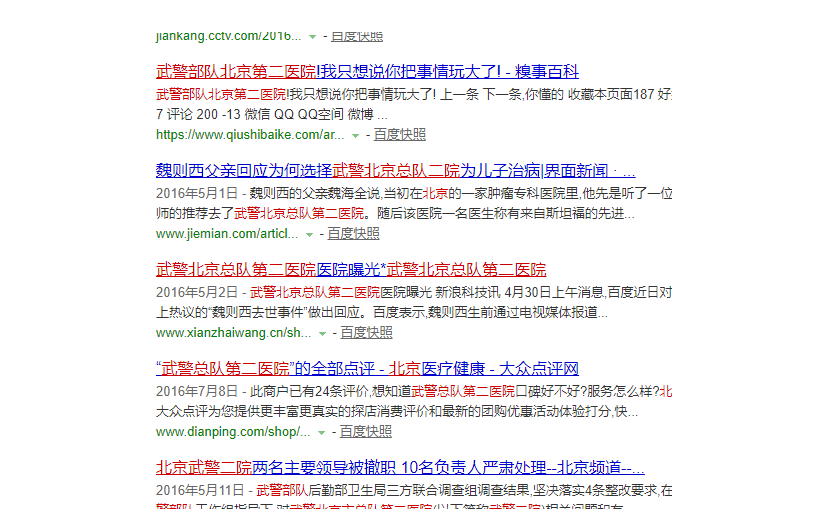 jiankang.cctv.com/2016... - 百度快照
武警部队北京第二医院!我只想说你把事情玩大了! - 糗事百科
武警部队北京第二医院!我只想说你把事情玩大了! 上一条 下一条,你懂的 收藏本页面187 好
7 评论 200 -13 微信 QQ QQ空间 微博 ...
https://www.qiushibaike.com/ar... - 百度快照
魏则西父亲回应为何选择武警北京总队二院为儿子治病|界面新闻 · ...
2016年5月1日 - 魏则西的父亲魏海全说,当初在北京的一家肿瘤专科医院里,他先是听了一位
师的推荐去了武警北京总队第二医院。随后该医院一名医生称有来自斯坦福的先进...
www.jiemian.com/articl... - 百度快照
武警北京总队第二医院医院曝光*武警北京总队第二医院
2016年5月2日 - 武警北京总队第二医院医院曝光 新浪科技讯 4月30日上午消息,百度近日对
上热议的“魏则西去世事件”做出回应。百度表示,魏则西生前通过电视媒体报道...
www.xianzhaiwang.cn/sh... - 百度快照
“武警总队第二医院”的全部点评 - 北京医疗健康 - 大众点评网
2016年7月8日 - 此商户已有24条评价,想知道武警总队第二医院口碑好不好?服务怎么样?北
大众点评为您提供更丰富更真实的探店消费评价和最新的团购优惠活动体验打分,快...
www.dianping.com/shop/... - 百度快照
北京武警二院两名主要领导被撤职 10名负责人严肃处理--北京频道--...
2016年5月11日 - 武警部队后勤部卫生局三方联合调查组调查结果,坚决落实4条整改要求,在